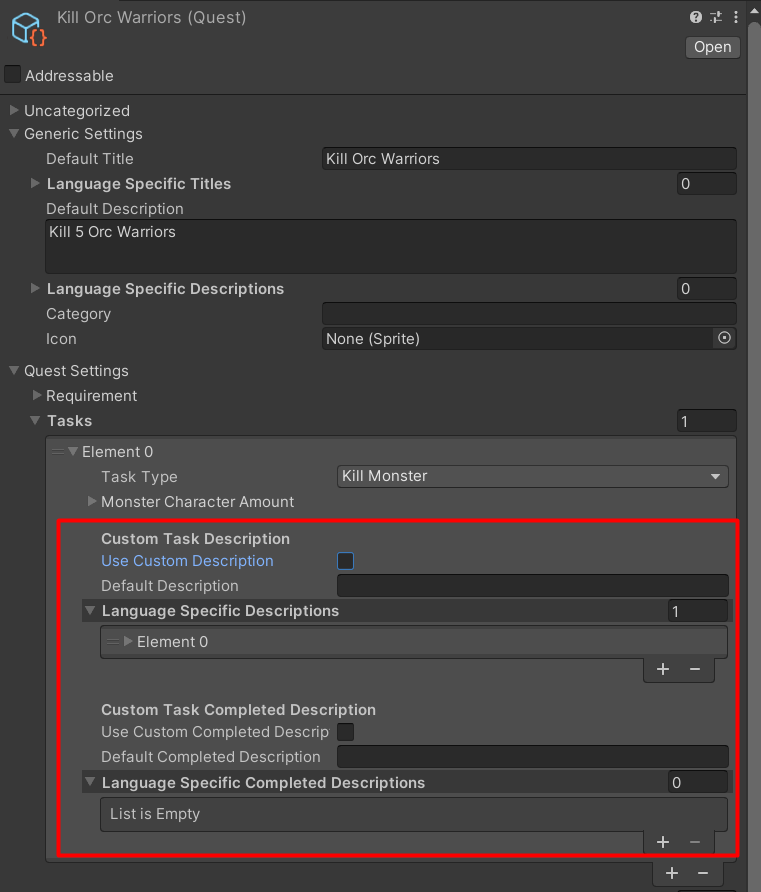 Kill Orc Warriors (Quest)
Open
Addressable
Uncategorized
Generic Settings
Default Title Kill Orc Warriors
Language Specific Titles 0
Default Description
Kill 5 Orc Warriors
Language Specific Descriptions 0
Category
Icon None (Sprite)
Quest Settings
Requirement
Tasks 1
Element 0
Task Type Kill Monster
Monster Character Amount
Custom Task Description
Use Custom Description
Default Description
Language Specific Descriptions 1
Element 0
+ −
Custom Task Completed Description
Use Custom Completed Descrip
Default Completed Description
Language Specific Completed Descriptions 0
List is Empty
+ −
+ −